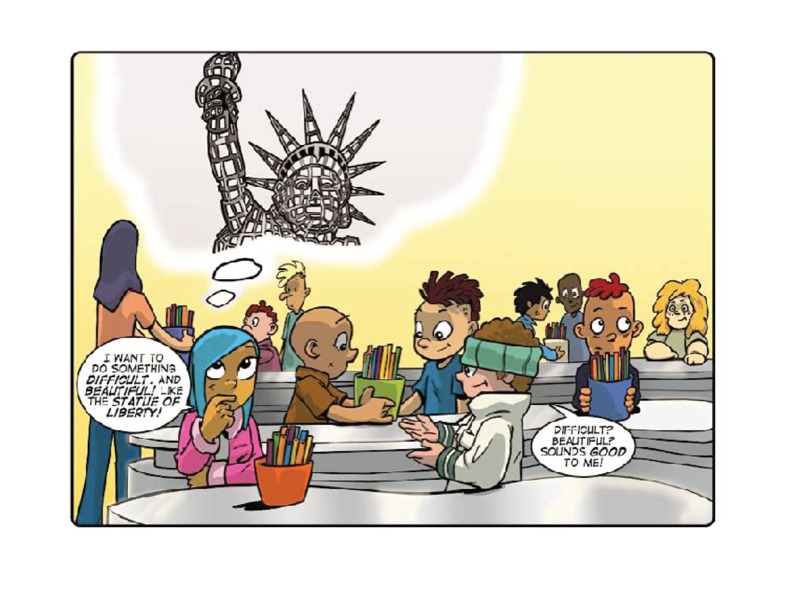 I WANT TO
DO SOMETHING
DIFFICULT. AND
BEAUTIFUL! LIKE
THE STATUE OF
LIBERTY!
DIFFICULT?
BEAUTIFUL?
SOUNDS GOOD
TO ME!